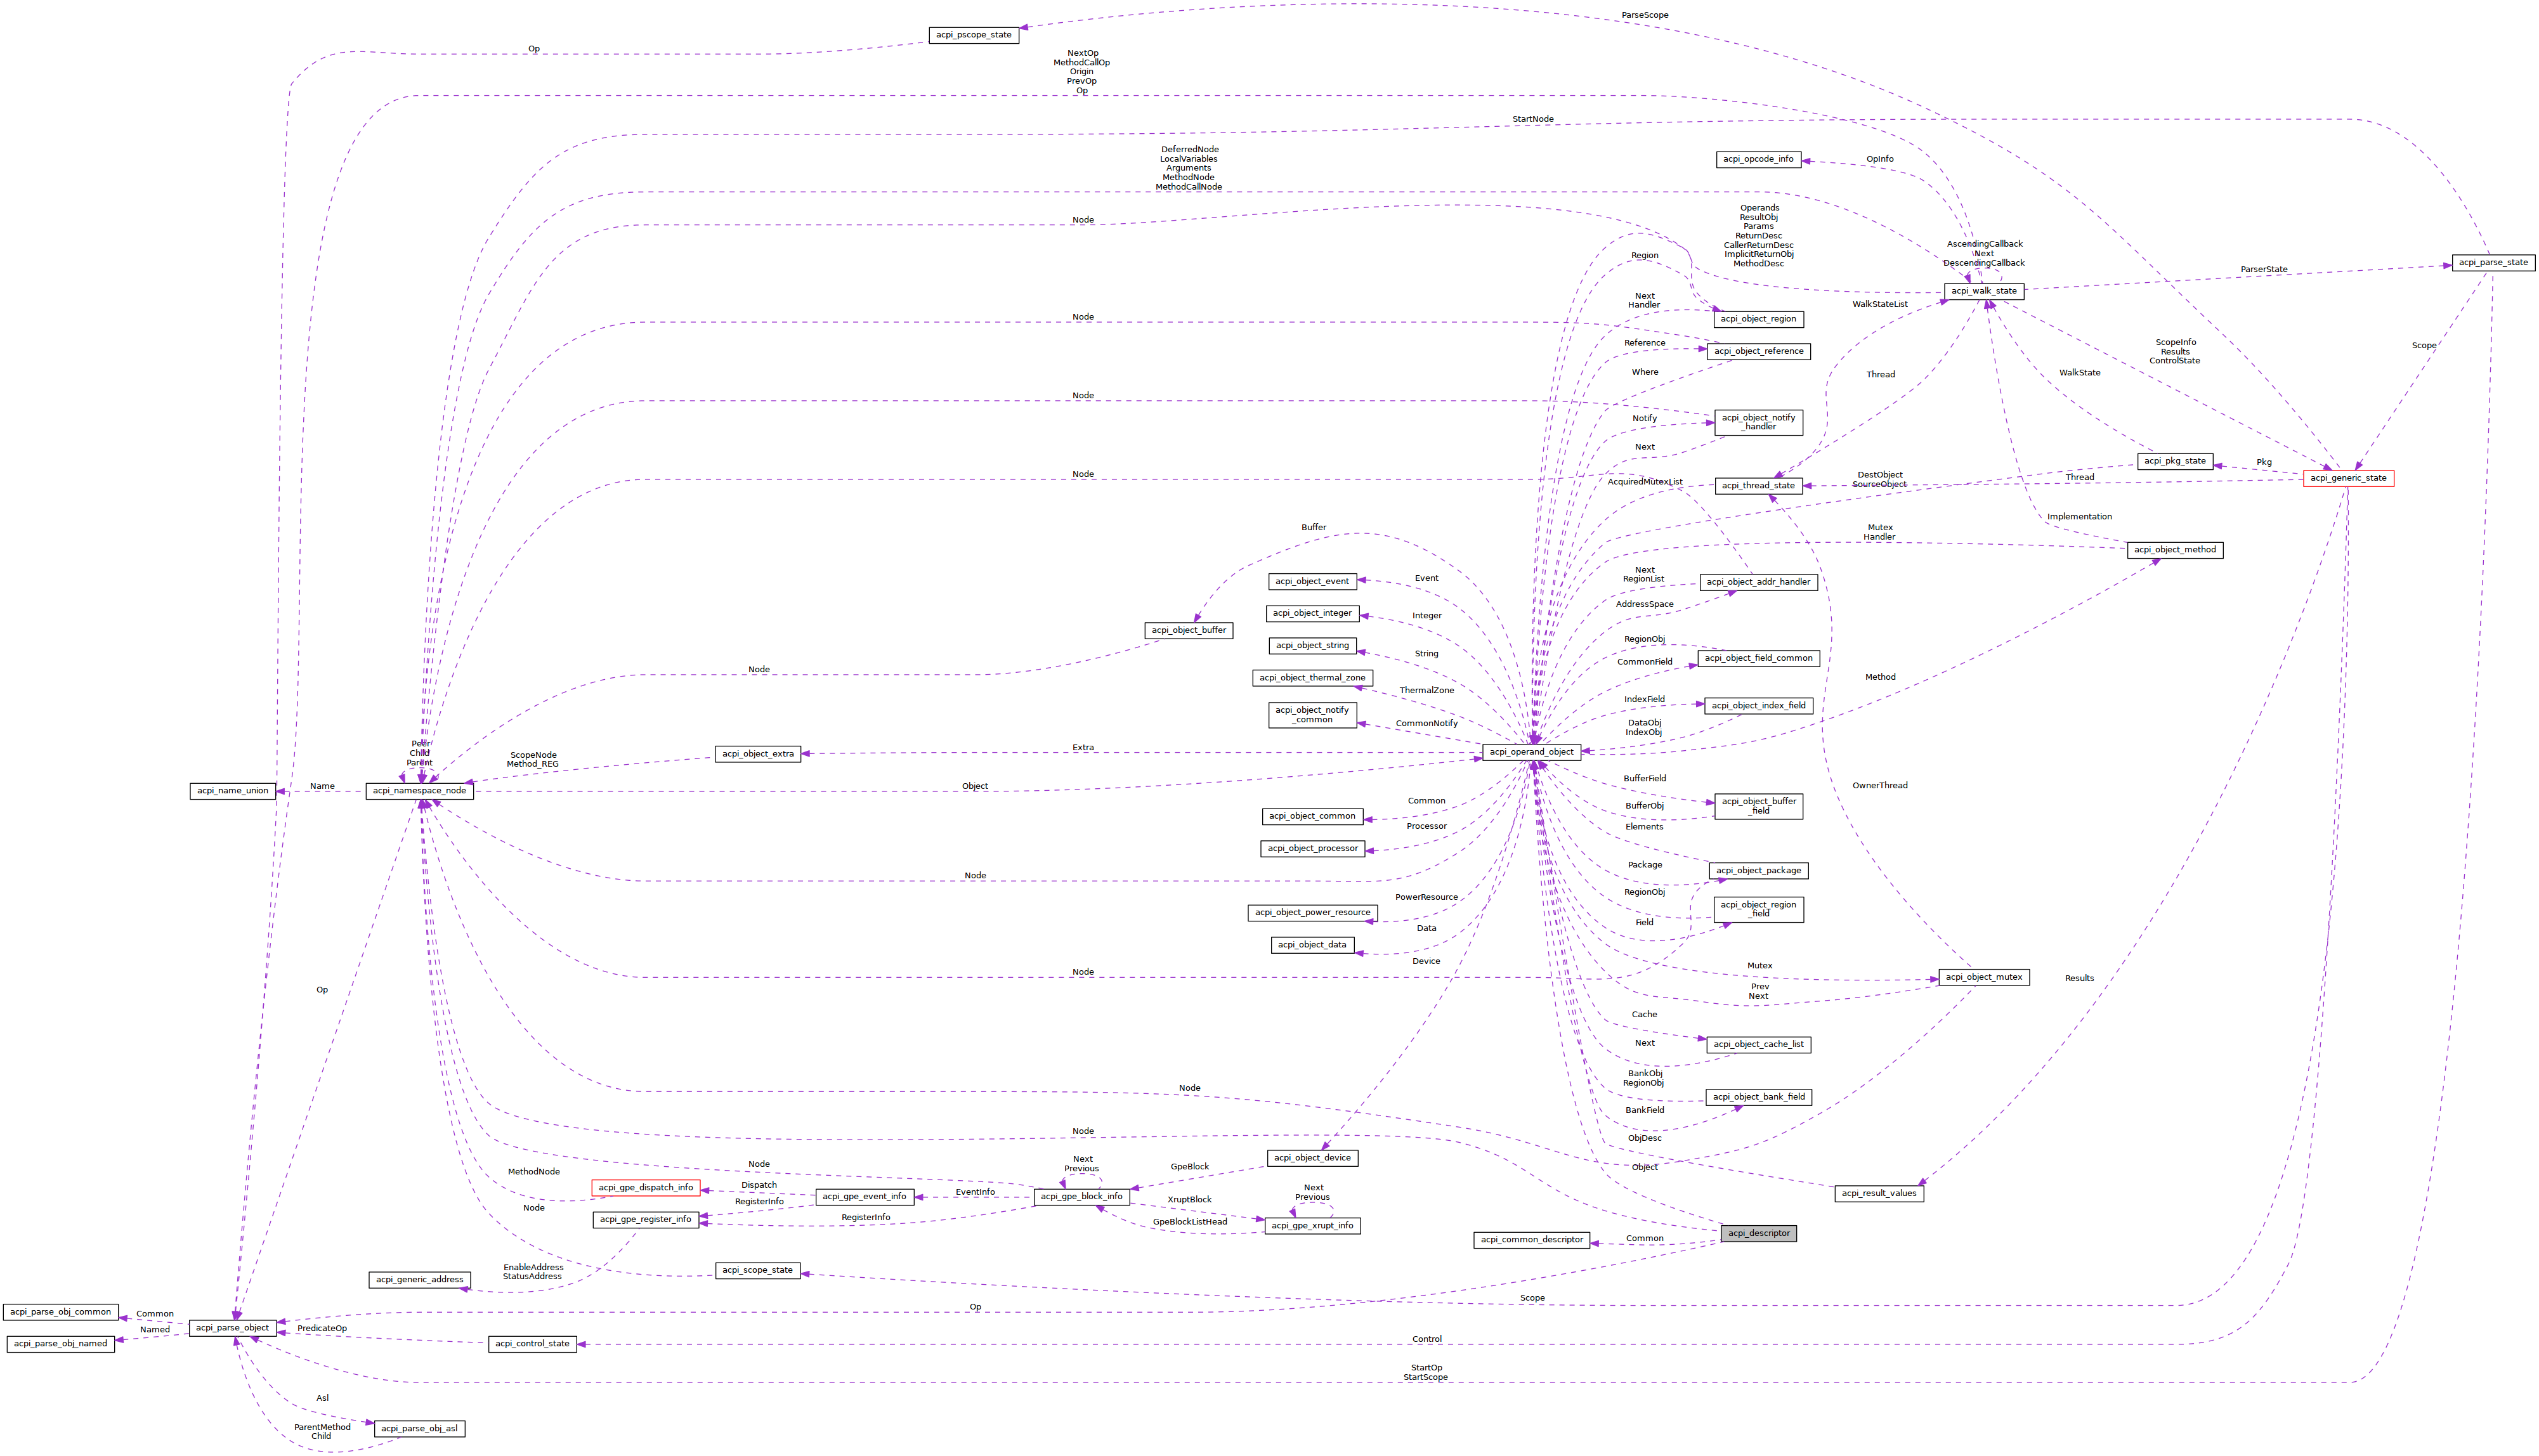 ParseScope
acpi_pscope_state
Op
NextOp
MethodCallOp
Origin
PrevOp
Op
StartNode
DeferredNode
LocalVariables
Arguments
MethodNode
MethodCallNode
acpi_opcode_info
OpInfo
Node
Operands
ResultObj
Params
ReturnDesc
CallerReturnDesc
ImplicitReturnObj
MethodDesc
AscendingCallback
Next
DescendingCallback
Region
ParserState
acpi_parse_state
acpi_walk_state
Next
Handler
WalkStateList
Node
acpi_object_region
Reference
acpi_object_reference
ScopeInfo
Results
ControlState
Scope
Where
Thread
WalkState
Node
Notify
acpi_object_notify
_handler
Next
acpi_pkg_state
Pkg
Node
AcquiredMutexList
acpi_thread_state
DestObject
SourceObject
Thread
acpi_generic_state
Implementation
Buffer
Mutex
Handler
acpi_object_method
acpi_object_event
Event
Next
RegionList
acpi_object_addr_handler
AddressSpace
acpi_object_integer
Integer
acpi_object_buffer
acpi_object_string
String
RegionObj
acpi_object_field_common
CommonField
Node
acpi_object_thermal_zone
ThermalZone
Method
IndexField
acpi_object_index_field
acpi_object_notify
_common
CommonNotify
DataObj
IndexObj
Peer
Child
Parent
ScopeNode
Method_REG
acpi_object_extra
Extra
acpi_operand_object
acpi_name_union
Name
acpi_namespace_node
Object
BufferField
OwnerThread
acpi_object_buffer
_field
BufferObj
Common
acpi_object_common
Processor
Elements
acpi_object_processor
Node
Package
acpi_object_package
RegionObj
PowerResource
acpi_object_power_resource
acpi_object_region
_field
Field
Data
acpi_object_data
Device
Node
Op
Mutex
acpi_object_mutex
Results
Prev
Next
Cache
acpi_object_cache_list
Next
BankObj
RegionObj
Node
acpi_object_bank_field
BankField
Node
ObjDesc
Node
Next
Previous
GpeBlock
acpi_object_device
Object
MethodNode
acpi_gpe_dispatch_info
Dispatch
acpi_gpe_event_info
EventInfo
acpi_gpe_block_info
XruptBlock
Next
Previous
acpi_result_values
RegisterInfo
Node
acpi_gpe_register_info
RegisterInfo
GpeBlockListHead
acpi_gpe_xrupt_info
acpi_descriptor
acpi_common_descriptor
Common
EnableAddress
StatusAddress
acpi_generic_address
acpi_scope_state
Scope
Op
acpi_parse_obj_common
Common
acpi_parse_object
PredicateOp
Named
acpi_parse_obj_named
acpi_control_state
Control
StartOp
StartScope
Asl
acpi_parse_obj_asl
ParentMethod
Child